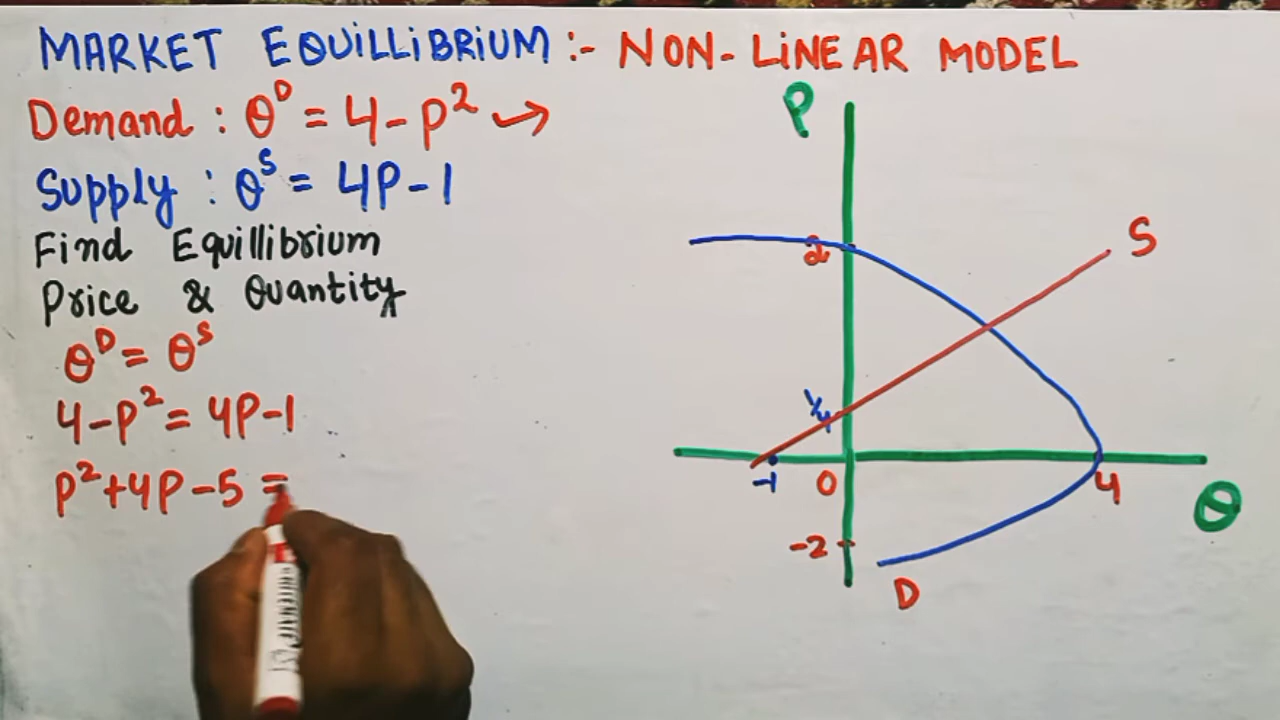 MARKET EQUILLIBRIUM :- NON-LINEAR MODEL
Demand : Q^D = 4 - P^2 →
Supply : Q^S = 4P - 1
Find Equillibrium
Price & Quantity
Q^D = Q^S
4 - P^2 = 4P - 1
P^2 + 4P - 5 =
P
2
S
1/4
-1
0
4
Q
-2
D